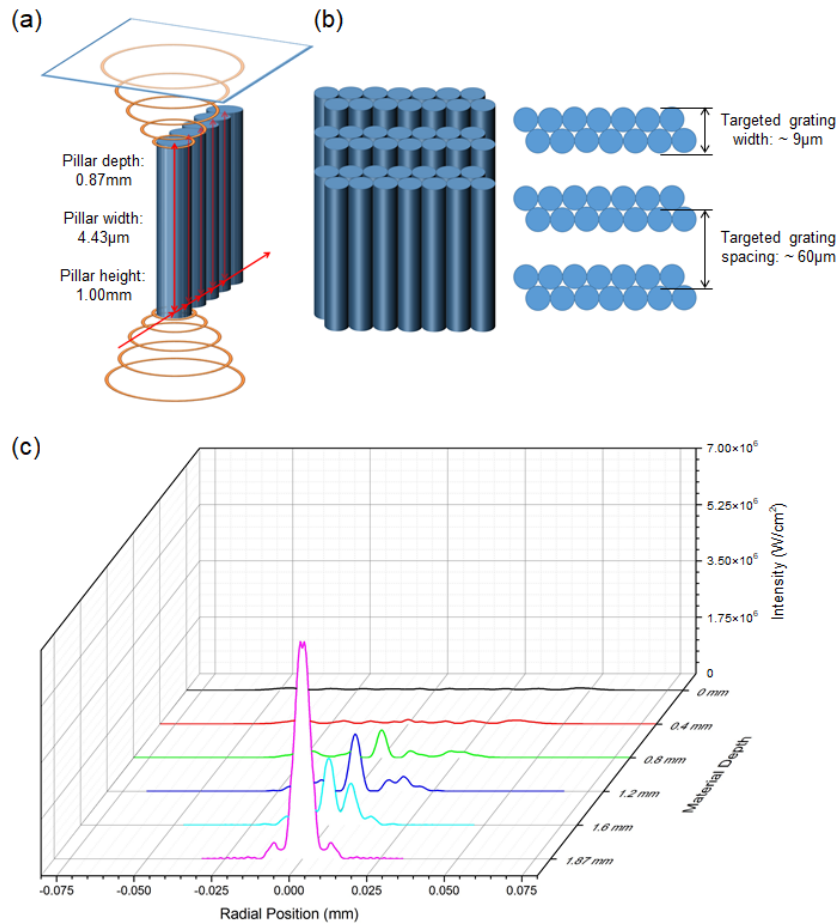 (a)
Pillar depth:
0.87mm
Pillar width:
4.43µm
Pillar height:
1.00mm
(b)
Targeted grating
width: ~ 9µm
Targeted grating
spacing: ~ 60µm
(c)
7.00×10⁶
5.25×10⁶
3.50×10⁶
1.75×10⁶
0
Intensity (W/cm²)
0 mm
0.4 mm
0.8 mm
1.2 mm
1.6 mm
1.87 mm
Material Depth
-0.075
-0.050
-0.025
0.000
0.025
0.050
0.075
Radial Position (mm)